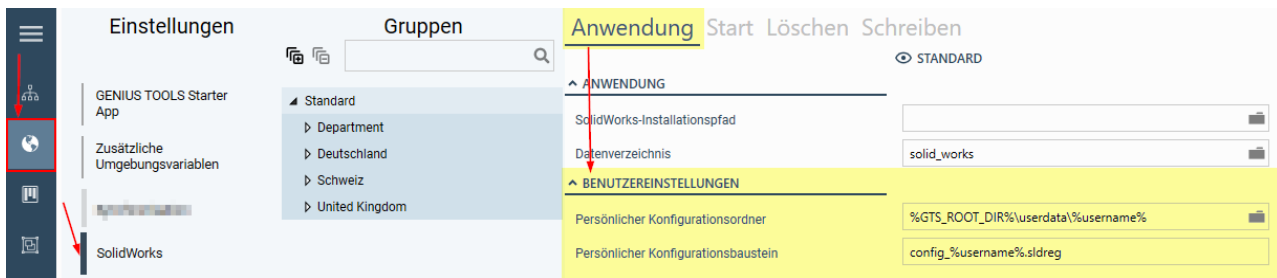 Einstellungen
GENIUS TOOLS Starter
App
Zusätzliche
Umgebungsvariablen
SolidWorks
Gruppen
Standard
Department
Deutschland
Schweiz
United Kingdom
Anwendung Start Löschen Schreiben
STANDARD
ANWENDUNG
SolidWorks-Installationspfad
Datenverzeichnis solid_works
BENUTZEREINSTELLUNGEN
Persönlicher Konfigurationsordner %GTS_ROOT_DIR%\userdata\%username%
Persönlicher Konfigurationsbaustein config_%username%.sldreg